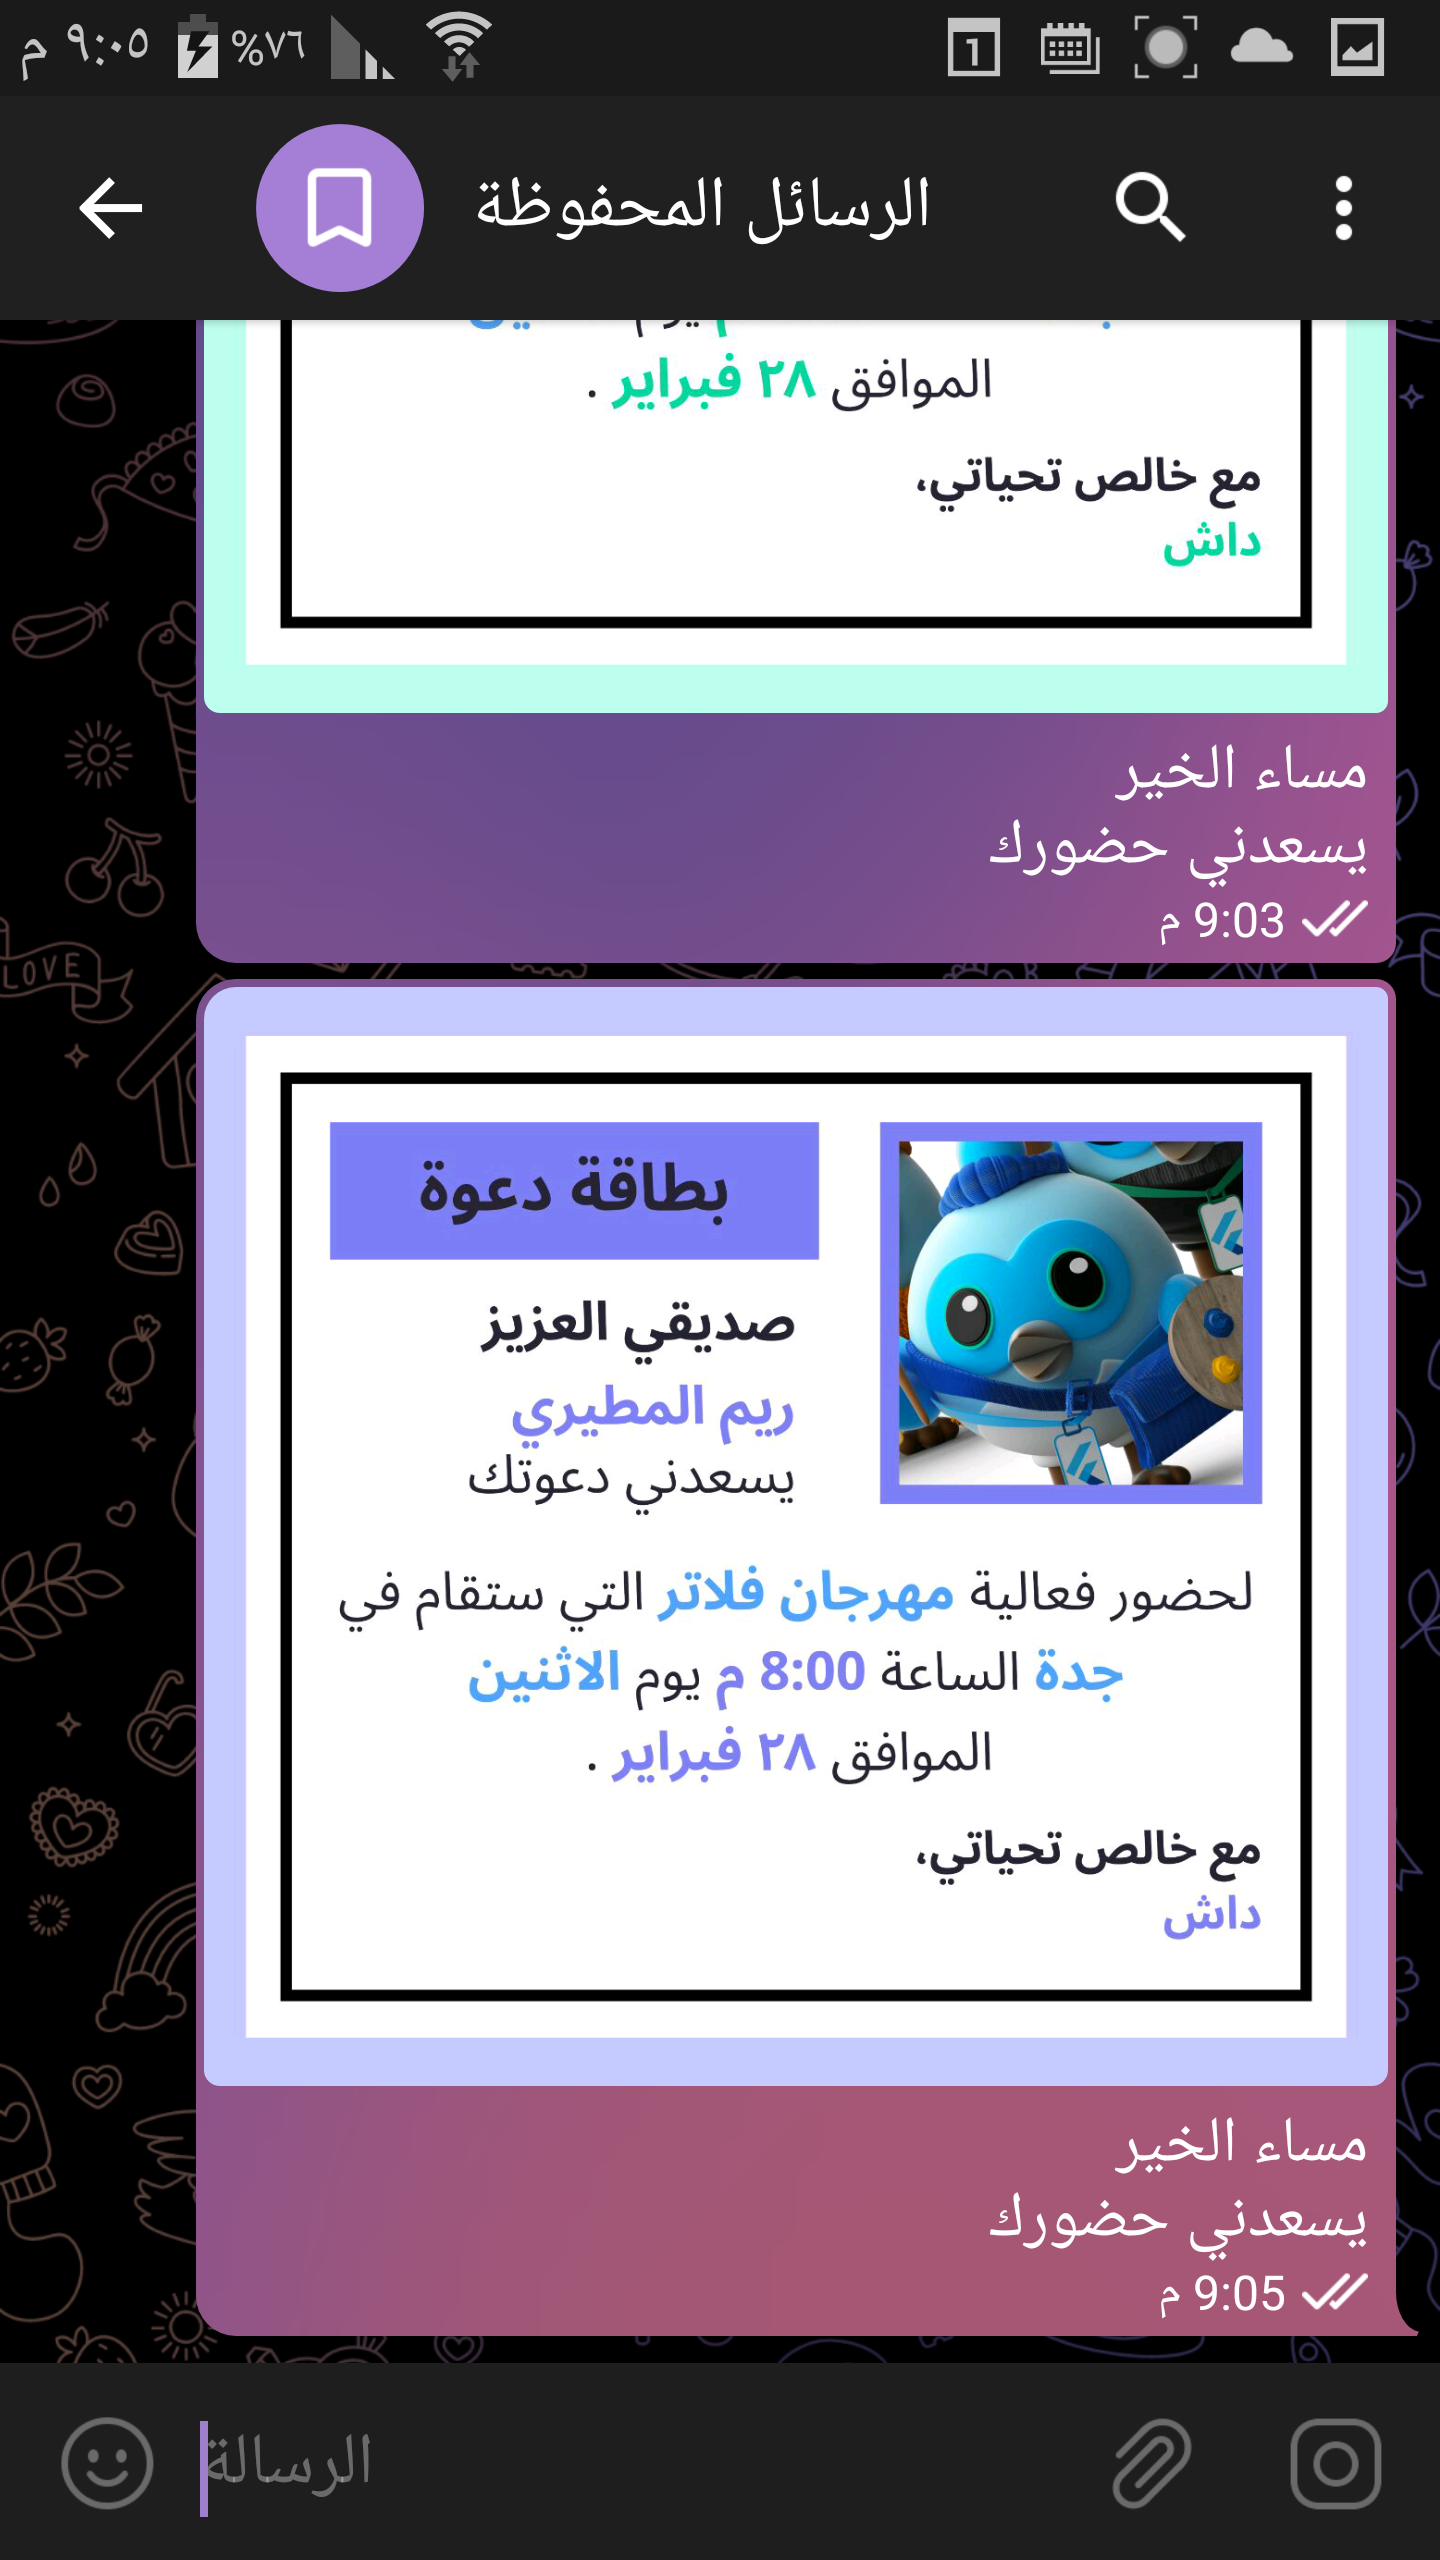 ٩:٠٥ م
%٧٦
1
الرسائل المحفوظة
الموافق ٢٨ فبراير .
مع خالص تحياتي،
داش
مساء الخير
يسعدني حضورك
9:03 م
LOVE
بطاقة دعوة
صديقي العزيز
ريم المطيري
يسعدني دعوتك
لحضور فعالية مهرجان فلاتر التي ستقام في
جدة الساعة 8:00 م يوم الاثنين
الموافق ٢٨ فبراير .
مع خالص تحياتي،
داش
مساء الخير
يسعدني حضورك
9:05 م
الرسالة